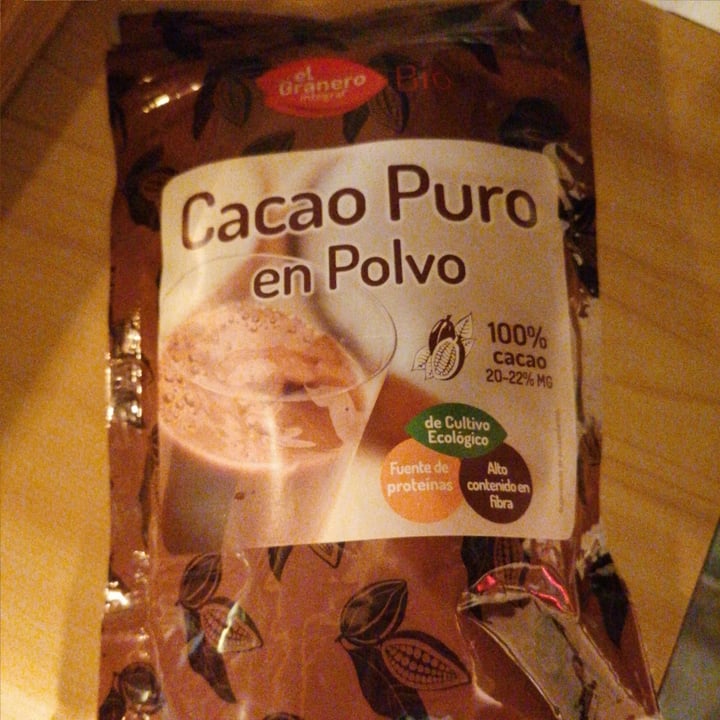 el
Granero
integral
Bio
Cacao Puro
en Polvo
100%
cacao
20-22% MG
de Cultivo
Ecológico
Fuente de
proteínas
Alto
contenido en
fibra